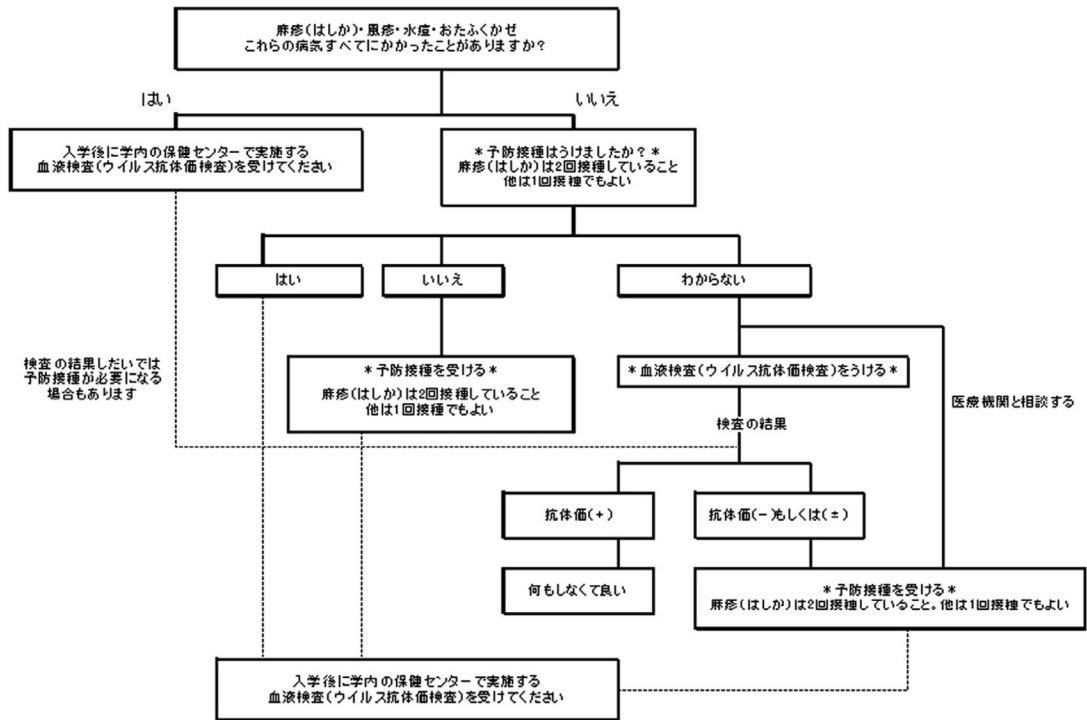 麻疹(はしか)・風疹・水痘・おたふくかぜ
これらの病気すべてにかかったことがありますか?
はい
いいえ
入学後に学内の保健センターで実施する
血液検査(ウイルス抗体価検査)を受けてください
*予防接種はうけましたか?*
麻疹(はしか)は2回接種していること
他は1回接種でもよい
はい
いいえ
わからない
検査の結果しだいでは
予防接種が必要になる
場合もあります
*予防接種を受ける*
麻疹(はしか)は2回接種していること
他は1回接種でもよい
*血液検査(ウイルス抗体価検査)をうける*
医療機関と相談する
検査の結果
抗体価(+)
抗体価(-)もしくは(±)
何もしなくて良い
*予防接種を受ける*
麻疹(はしか)は2回接種していること。他は1回接種でもよい
入学後に学内の保健センターで実施する
血液検査(ウイルス抗体価検査)を受けてください